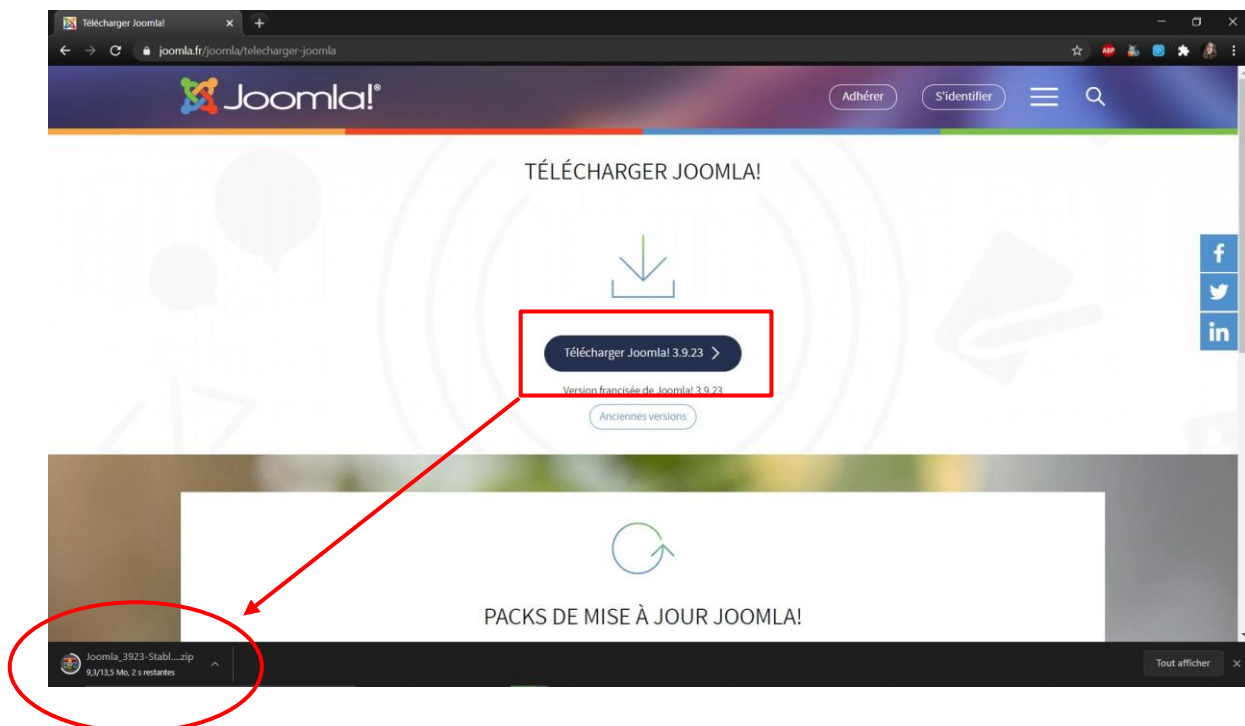 Télécharger Joomla!
joomla.fr/joomla/telecharger-joomla
ABP
Joomla!®
Adhérer
S'identifier
TÉLÉCHARGER JOOMLA!
f
in
Télécharger Joomla! 3.9.23
Version francisée de Joomla! 3.9.23
Anciennes versions
PACKS DE MISE À JOUR JOOMLA!
Joomla_3923-Stabl....zip
9,3/13,5 Mo, 2 s restantes
Tout afficher